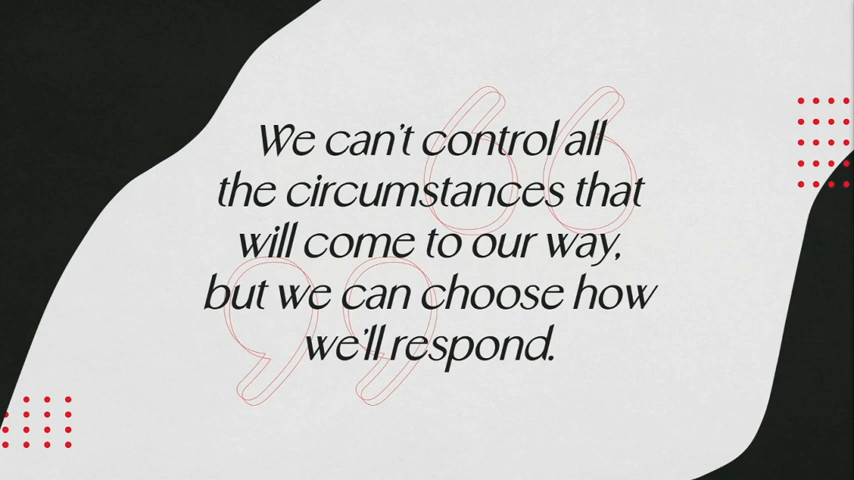 We can't control all
the circumstances that
will come to our way,
but we can choose how
we'll respond.